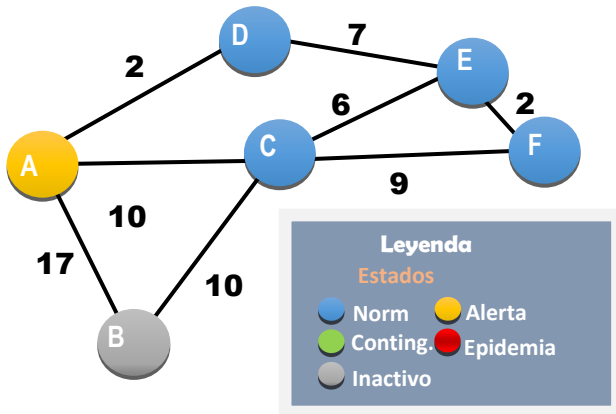 D
7
E
2
6
2
A
C
F
9
10
17
10
B
Leyenda
Estados
Norm
Alerta
Conting.
Epidemia
Inactivo